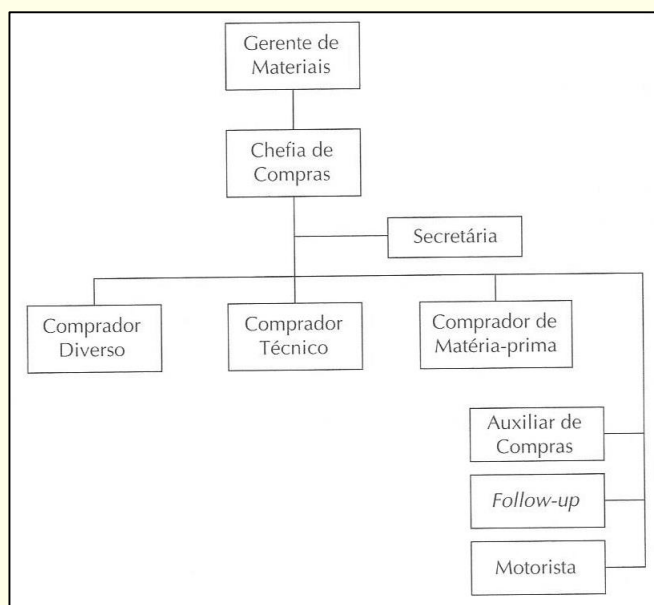 Gerente de
Materiais
Chefia de
Compras
Secretária
Comprador
Diverso
Comprador
Técnico
Comprador de
Matéria-prima
Auxiliar de
Compras
Follow-up
Motorista